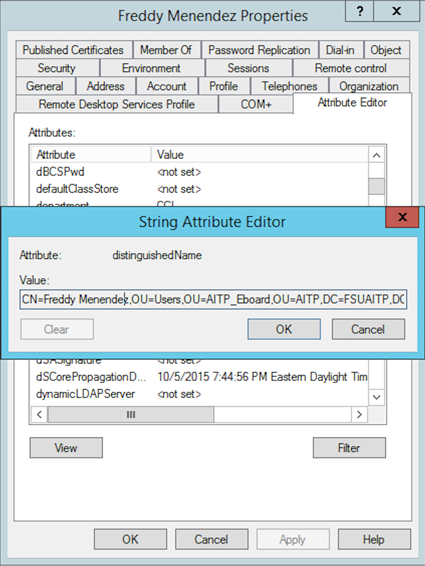 Freddy Menendez Properties
? x
Published Certificates Member Of Password Replication Dial-in Object
Security Environment Sessions Remote control
General Address Account Profile Telephones Organization
Remote Desktop Services Profile COM+ Attribute Editor
Attributes:
Attribute Value
dBCSPwd <not set>
defaultClassStore <not set>
department CCI
String Attribute Editor
x
Attribute: distinguishedName
Value:
CN=Freddy Menendez,OU=Users,OU=AITP_Eboard,OU=AITP,DC=FSUAITP,DC
Clear OK Cancel
dSASignature <not set>
dSCorePropagationD... 10/5/2015 7:44:56 PM Eastern Daylight Tim
dynamicLDAPServer <not set>
View Filter
OK Cancel Apply Help